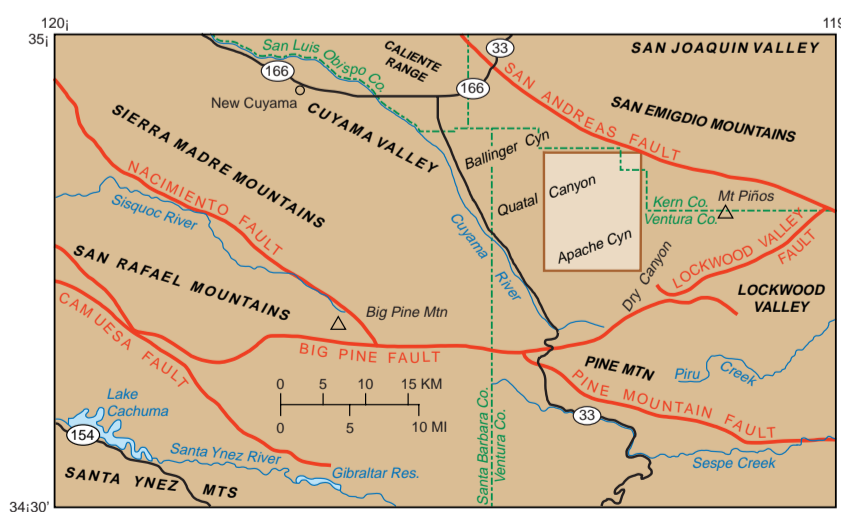 120¡
119
35¡
34¡30'
San Luis Obispo Co.
CALIENTE
RANGE
33
SAN JOAQUIN VALLEY
166
166
New Cuyama
SAN ANDREAS FAULT
SAN EMIGDIO MOUNTAINS
SIERRA MADRE MOUNTAINS
CUYAMA VALLEY
Ballinger Cyn
NACIMIENTO FAULT
Sisquoc River
Quatal Canyon
Kern Co.
Ventura Co.
Mt Piños
Cuyama River
Apache Cyn
Dry Canyon
LOCKWOOD VALLEY
FAULT
SAN RAFAEL MOUNTAINS
LOCKWOOD
VALLEY
CAMUESA FAULT
Big Pine Mtn
BIG PINE FAULT
PINE MTN
Piru Creek
PINE MOUNTAIN FAULT
0 5 10 15 KM
0 5 10 MI
Lake
Cachuma
Santa Barbara Co.
Ventura Co.
33
154
Santa Ynez River
Gibraltar Res.
Sespe Creek
SANTA YNEZ MTS